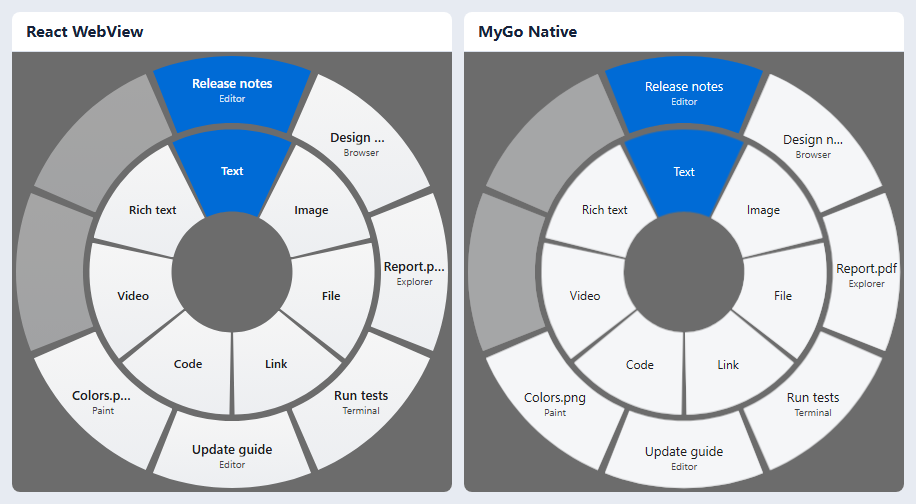 React WebView
Release notes
Editor
Design ...
Browser
Text
Rich text
Image
Report.p...
Explorer
Video
File
Code
Link
Colors.p...
Paint
Run tests
Terminal
Update guide
Editor
MyGo Native
Release notes
Editor
Design n...
Browser
Text
Rich text
Image
Report.pdf
Explorer
Video
File
Code
Link
Colors.png
Paint
Run tests
Terminal
Update guide
Editor